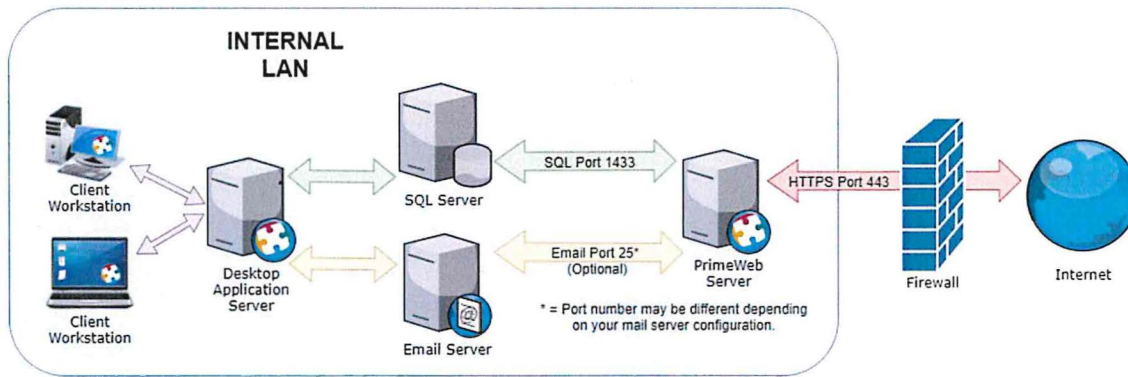 INTERNAL
LAN
Client
Workstation
Client
Workstation
Desktop
Application
Server
SQL Server
Email Server
SQL Port 1433
Email Port 25*
(Optional)
PrimeWeb
Server
* = Port number may be different depending
on your mail server configuration.
HTTPS Port 443
Firewall
Internet